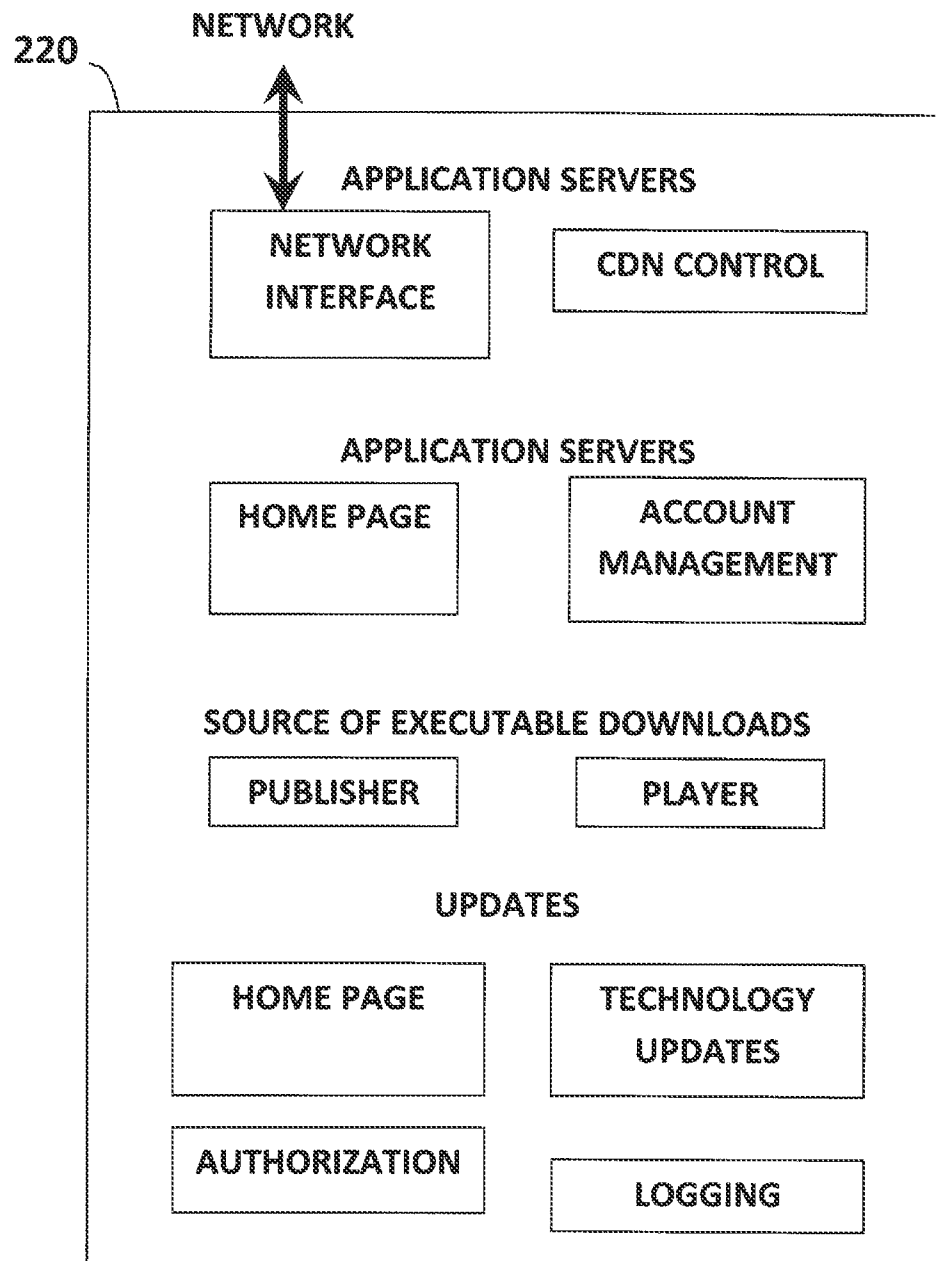 NETWORK
220
APPLICATION SERVERS
NETWORK
INTERFACE
CDN CONTROL
APPLICATION SERVERS
HOME PAGE
ACCOUNT
MANAGEMENT
SOURCE OF EXECUTABLE DOWNLOADS
PUBLISHER
PLAYER
UPDATES
HOME PAGE
TECHNOLOGY
UPDATES
AUTHORIZATION
LOGGING